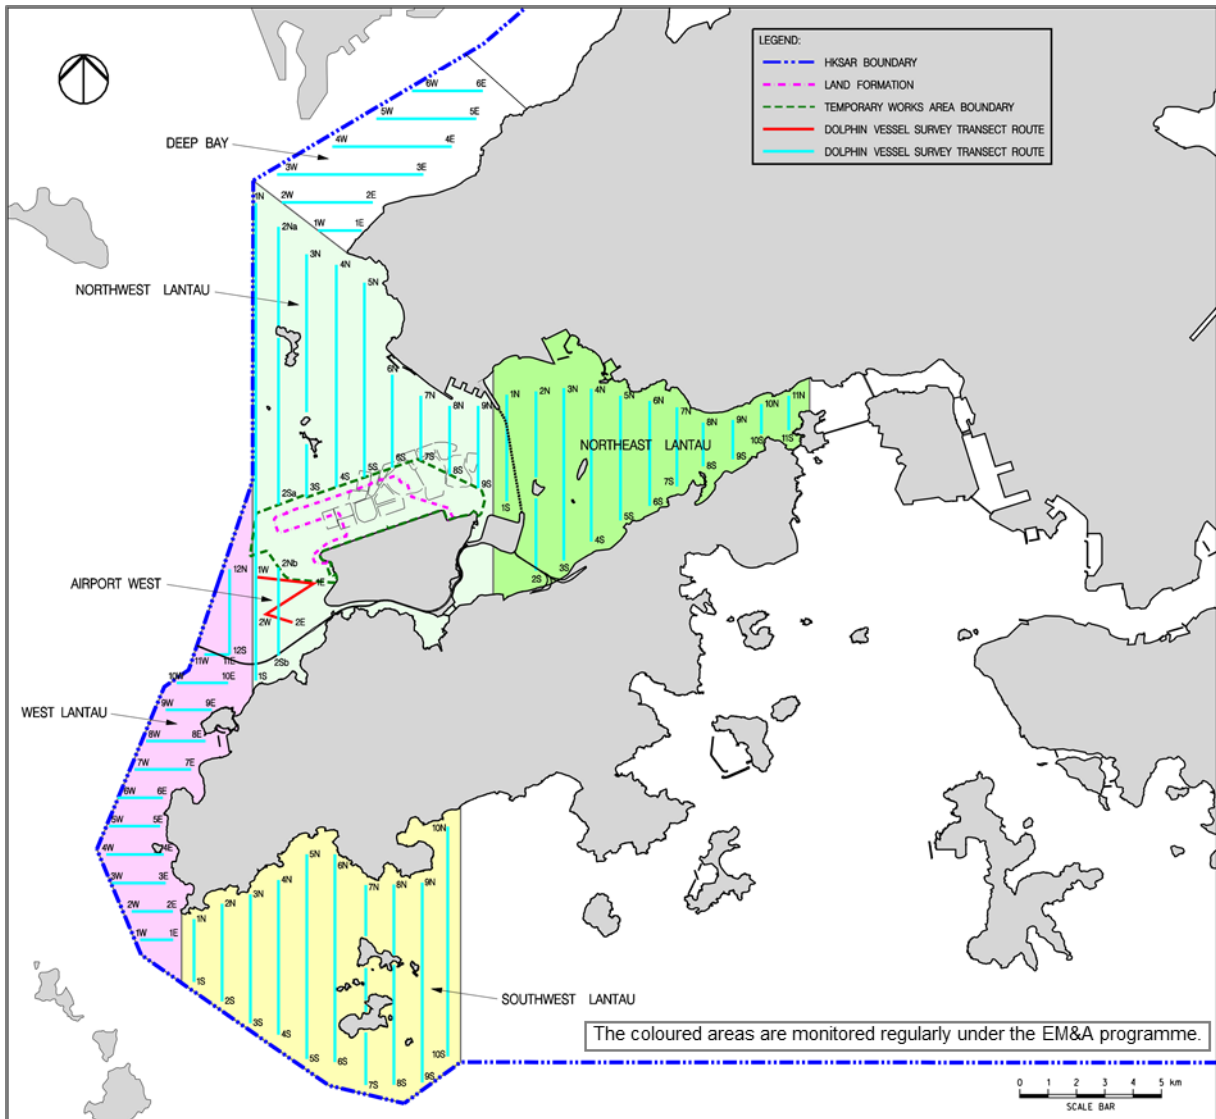 LEGEND:
HKSAR BOUNDARY
LAND FORMATION
TEMPORARY WORKS AREA BOUNDARY
DOLPHIN VESSEL SURVEY TRANSECT ROUTE
DOLPHIN VESSEL SURVEY TRANSECT ROUTE
6W 6E
5W 5E
DEEP BAY
4W 4E
3W 3E
2W 2E
1W 1E
1N
2Na
3N
4N
5N
NORTHWEST LANTAU
6N
7N
8N
9N
1N 2N 3N 4N 5N 6N 7N 8N 9N 10N 11N
NORTHEAST LANTAU
2Sa 3S 4S 5S 6S 7S 8S 9S
1S 2S 3S 4S 5S 6S 7S 8S 9S 10S 11S
12N
1W 2Nb
AIRPORT WEST
1E
2W 2E
12S
11W 11E
2Sb
1S
10W 10E
9W 9E
WEST LANTAU
8W 8E
7W 7E
6W 6E
5W 5E
4W 4E
3W 3E
2W 2E
1W 1E
1N 2N 3N 4N 5N 6N 7N 8N 9N 10N
1S 2S 3S 4S 5S 6S 7S 8S 9S 10S
SOUTHWEST LANTAU
The coloured areas are monitored regularly under the EM&A programme.
0 1 2 3 4 5 km
SCALE BAR